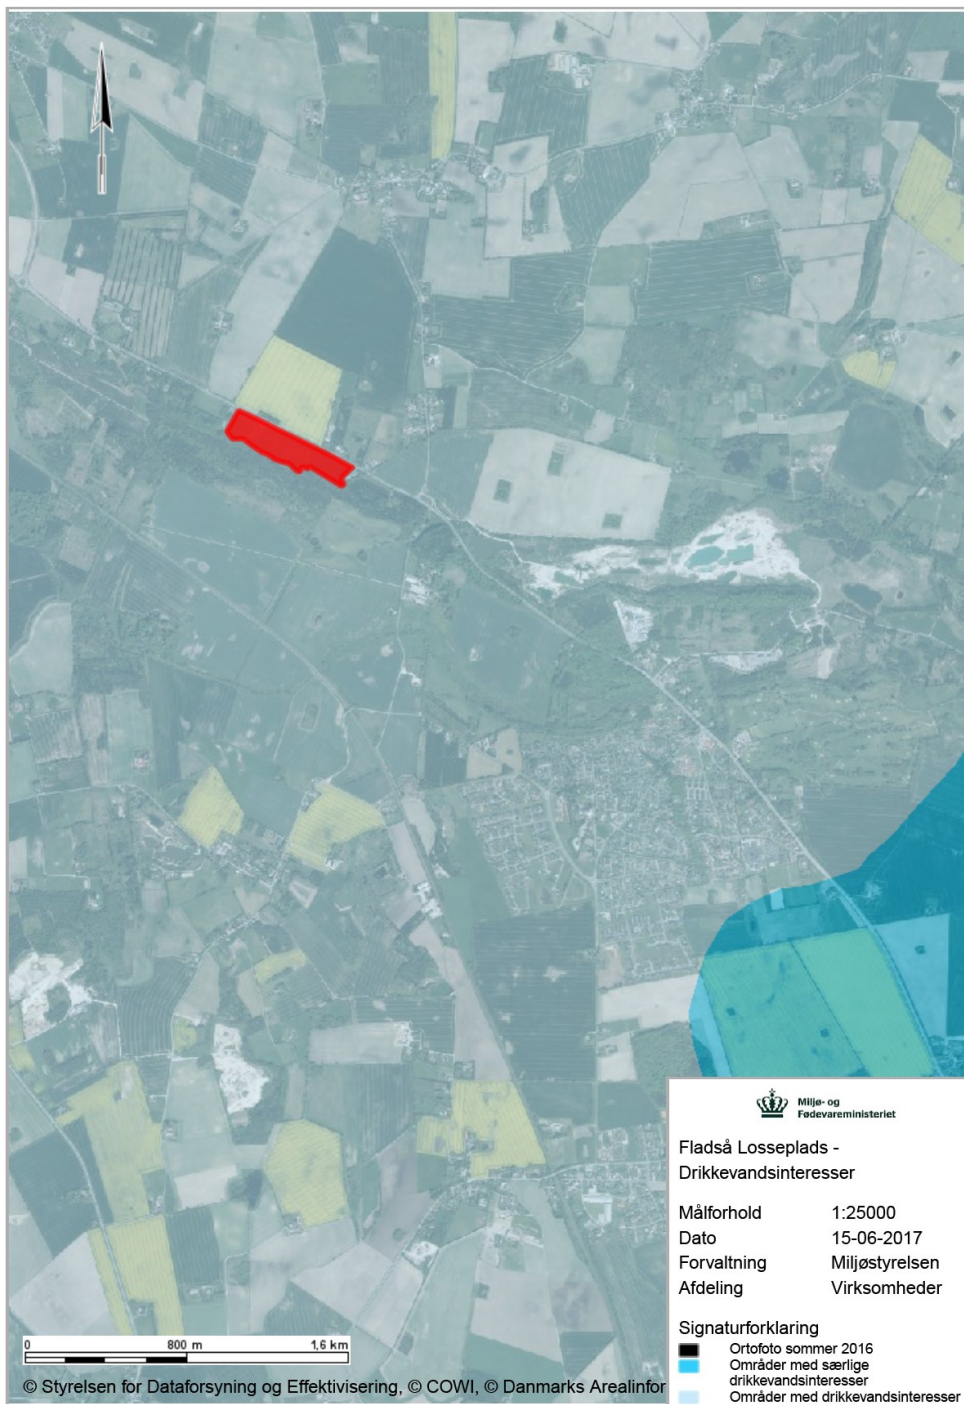 Miljø- og
Fødevareministeriet
Fladså Losseplads -
Drikkevandsinteresser
Målforhold 1:25000
Dato 15-06-2017
Forvaltning Miljøstyrelsen
Afdeling Virksomheder
Signaturforklaring
Ortofoto sommer 2016
Områder med særlige
drikkevandsinteresser
Områder med drikkevandsinteresser
0 800 m 1,6 km
© Styrelsen for Dataforsyning og Effektivisering, © COWI, © Danmarks Arealinfor